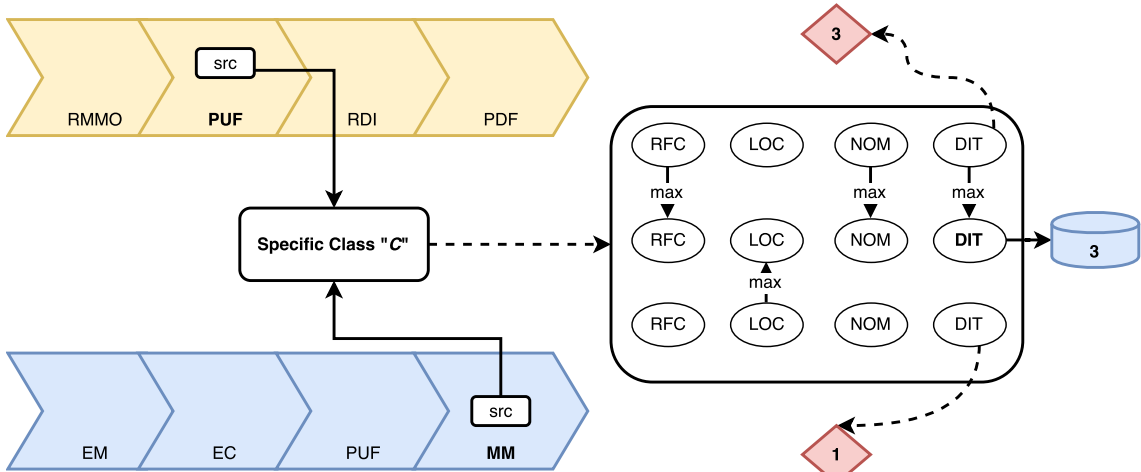 3
src
RMMO
PUF
RDI
PDF
RFC
LOC
NOM
DIT
max
max
max
Specific Class "C"
RFC
LOC
NOM
DIT
3
max
RFC
LOC
NOM
DIT
src
EM
EC
PUF
MM
1